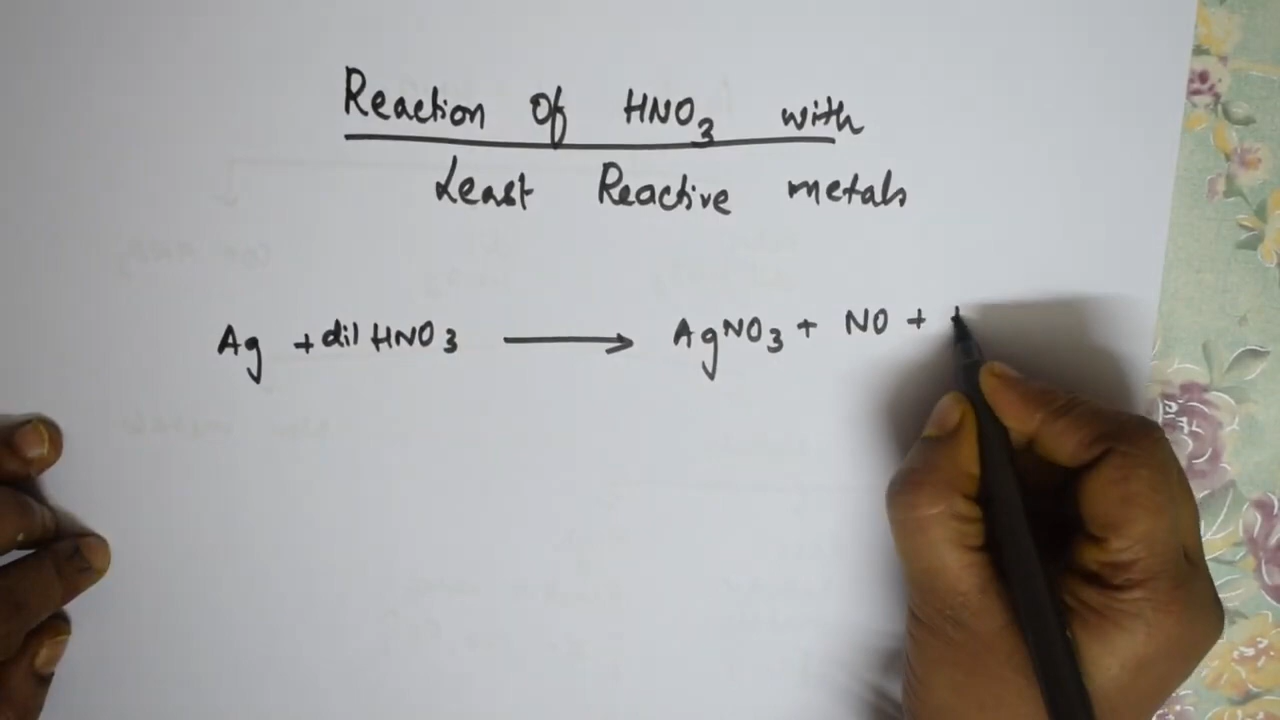 Reaction Of HNO3 with
Least Reactive metals
Ag + dil HNO3 ⟶ AgNO3 + NO +